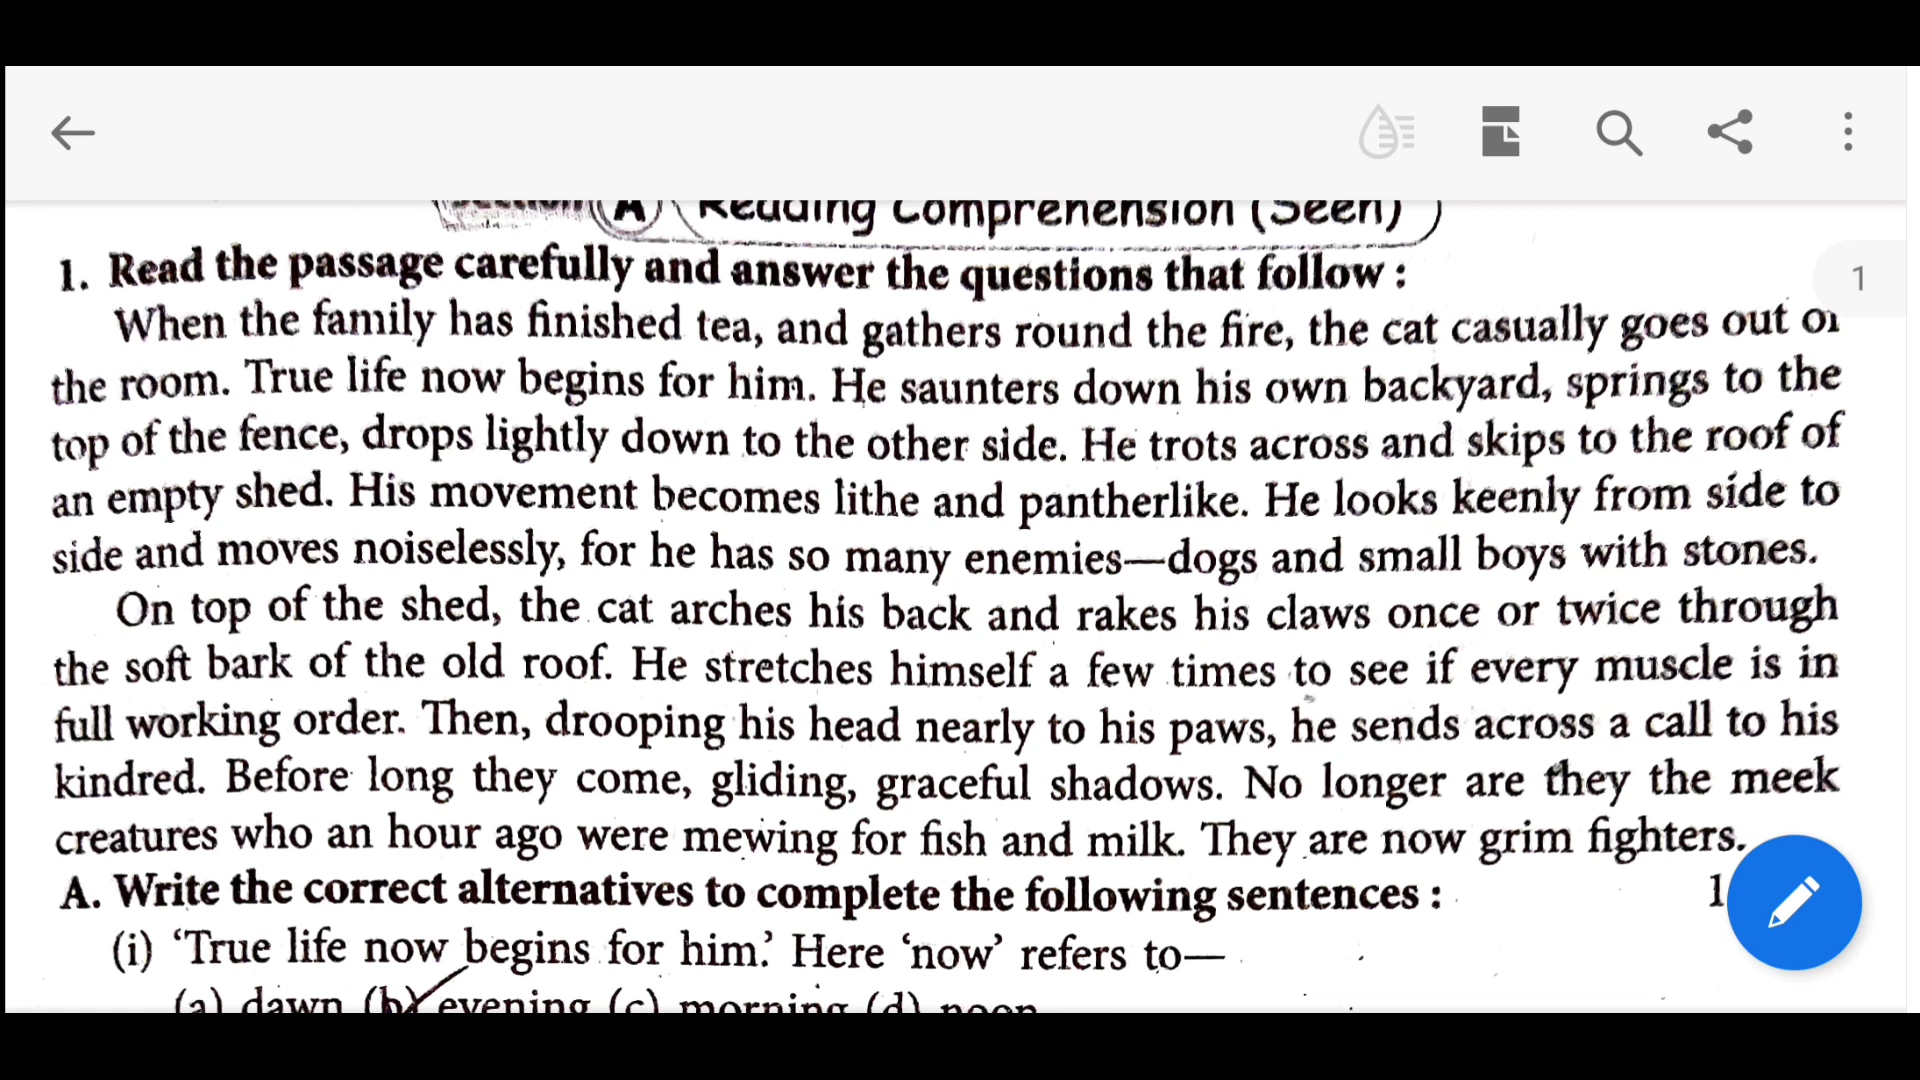 A Reading Comprehension (Seen)
1
1. Read the passage carefully and answer the questions that follow :
When the family has finished tea, and gathers round the fire, the cat casually goes out
the room. True life now begins for him. He saunters down his own backyard, springs to the
top of the fence, drops lightly down to the other side. He trots across and skips to the roof of
an empty shed. His movement becomes lithe and pantherlike. He looks keenly from side to
side and moves noiselessly, for he has so many enemies—dogs and small boys with stones.
On top of the shed, the cat arches his back and rakes his claws once or twice through
the soft bark of the old roof. He stretches himself a few times to see if every muscle is in
full working order. Then, drooping his head nearly to his paws, he sends across a call to his
kindred. Before long they come, gliding, graceful shadows. No longer are they the meek
creatures who an hour ago were mewing for fish and milk. They are now grim fighters.
A. Write the correct alternatives to complete the following sentences : 1
(i) ‘True life now begins for him.’ Here ‘now’ refers to—
(a) dawn (b) evening (c) morning (d) noon